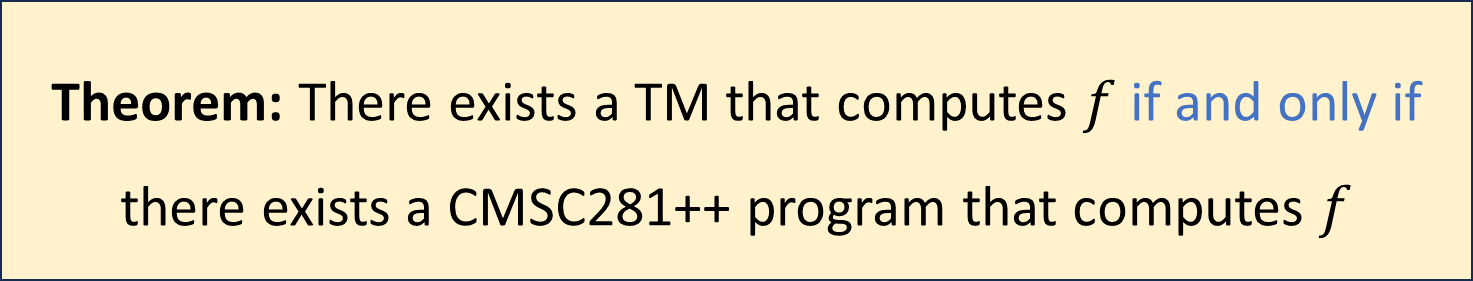 Theorem: There exists a TM that computes 𝑓 if and only if
there exists a CMSC281++ program that computes 𝑓